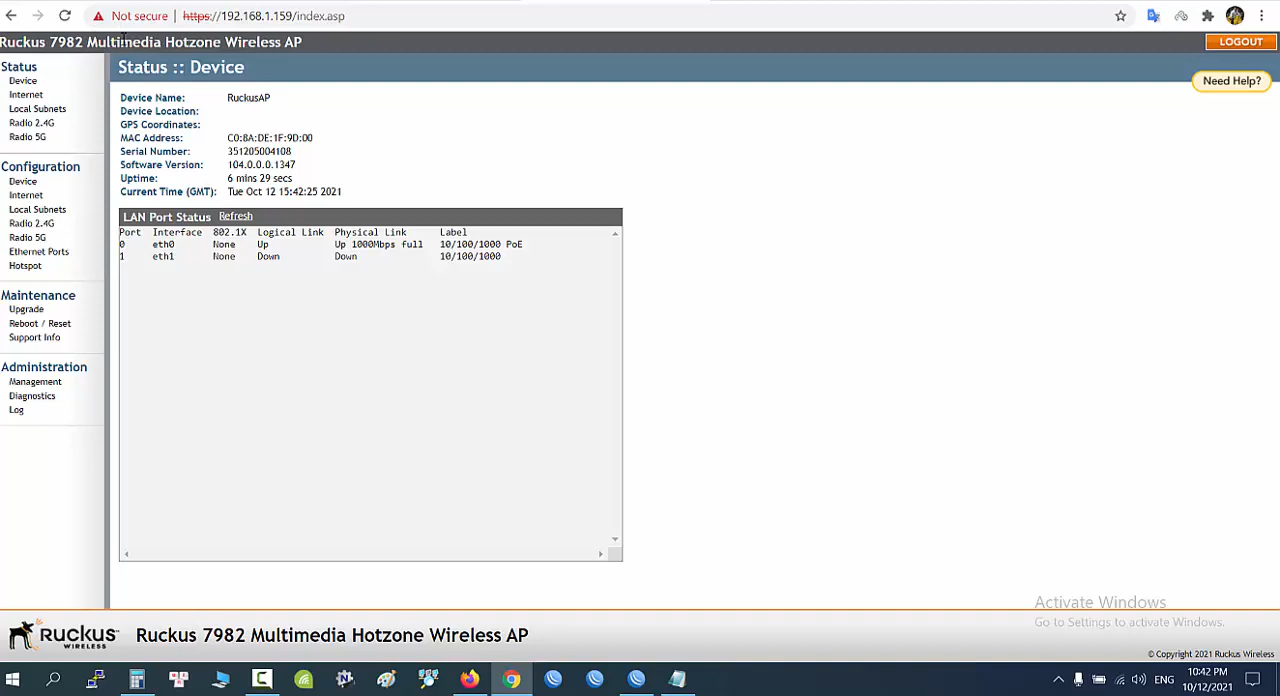 Not secure | https://192.168.1.159/index.asp
Ruckus 7982 Multimedia Hotzone Wireless AP
LOGOUT
Status
Device
Internet
Local Subnets
Radio 2.4G
Radio 5G
Configuration
Device
Internet
Local Subnets
Radio 2.4G
Radio 5G
Ethernet Ports
Hotspot
Maintenance
Upgrade
Reboot / Reset
Support Info
Administration
Management
Diagnostics
Log
Status :: Device
Need Help?
Device Name: RuckusAP
Device Location:
GPS Coordinates:
MAC Address: C0:8A:DE:1F:9D:00
Serial Number: 351205004108
Software Version: 104.0.0.0.1347
Uptime: 6 mins 29 secs
Current Time (GMT): Tue Oct 12 15:42:25 2021
LAN Port Status Refresh
Port Interface 802.1X Logical Link Physical Link Label
0 eth0 None Up Up 1000Mbps full 10/100/1000 PoE
1 eth1 None Down Down 10/100/1000
Activate Windows
Go to Settings to activate Windows.
Ruckus WIRELESS
Ruckus 7982 Multimedia Hotzone Wireless AP
© Copyright 2021 Ruckus Wireless
ENG
10:42 PM
10/12/2021